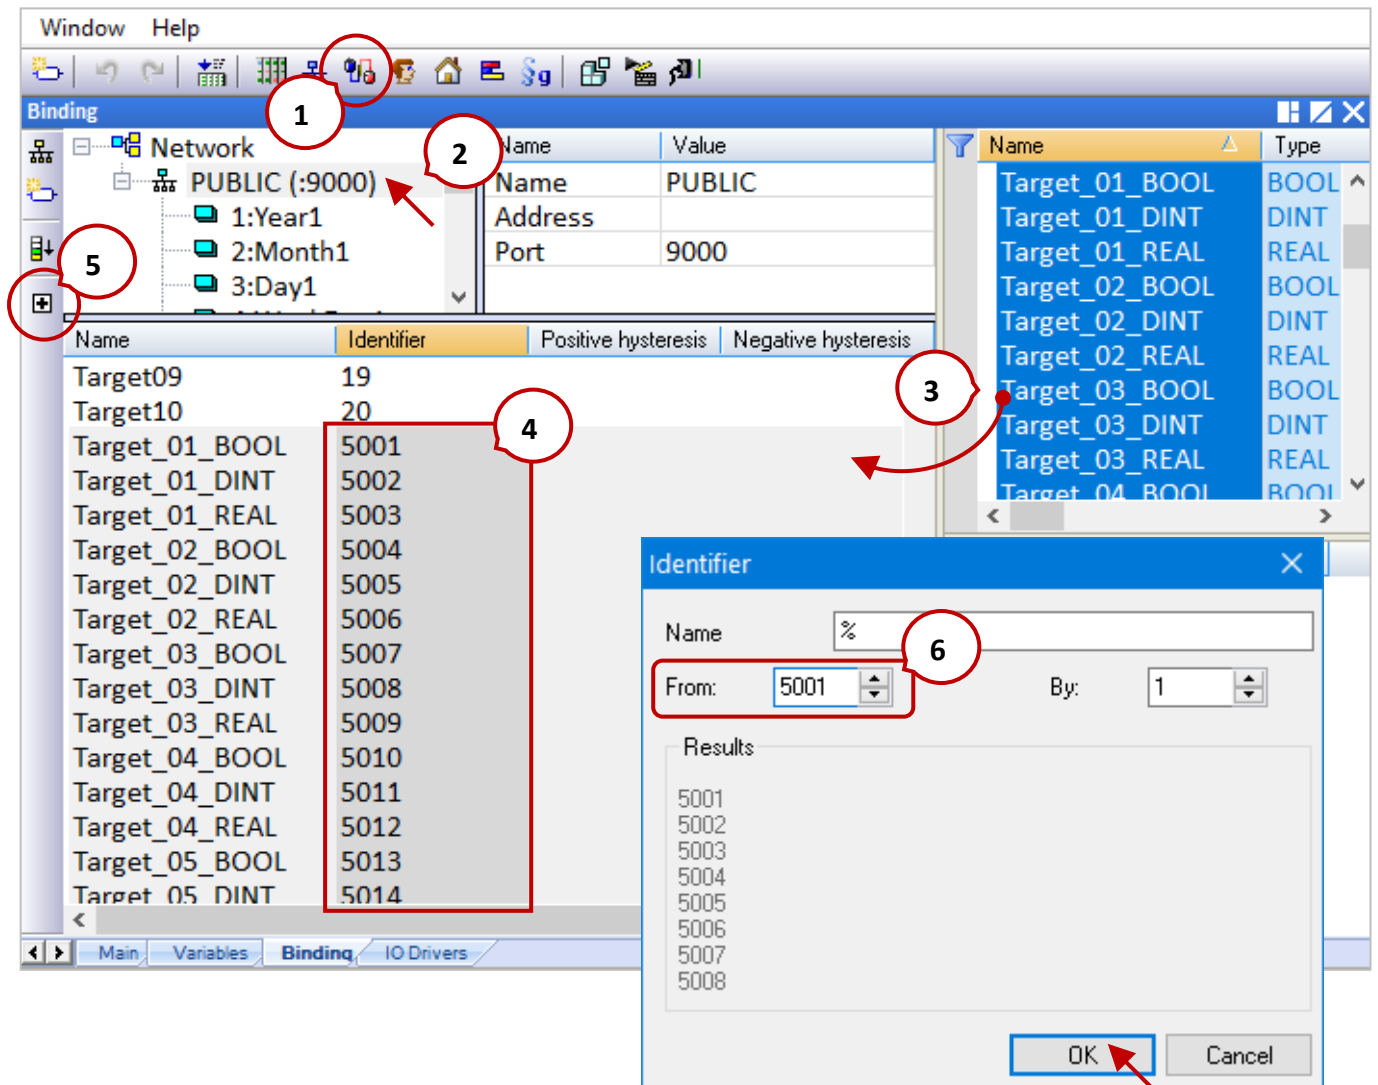 Window Help
1
Binding
Network
PUBLIC (:9000)
1:Year1
2:Month1
3:Day1
2
Name Value
Name PUBLIC
Address
Port 9000
Name Type
Target_01_BOOL BOOL
Target_01_DINT DINT
Target_01_REAL REAL
Target_02_BOOL BOOL
Target_02_DINT DINT
Target_02_REAL REAL
Target_03_BOOL BOOL
Target_03_DINT DINT
Target_03_REAL REAL
Target_04_BOOL BOOL
3
5
Name Identifier Positive hysteresis Negative hysteresis
Target09 19
Target10 20
Target_01_BOOL 5001
Target_01_DINT 5002
Target_01_REAL 5003
Target_02_BOOL 5004
Target_02_DINT 5005
Target_02_REAL 5006
Target_03_BOOL 5007
Target_03_DINT 5008
Target_03_REAL 5009
Target_04_BOOL 5010
Target_04_DINT 5011
Target_04_REAL 5012
Target_05_BOOL 5013
Target_05_DINT 5014
4
Main Variables Binding IO Drivers
Identifier
Name %
6
From: 5001 By: 1
Results
5001
5002
5003
5004
5005
5006
5007
5008
OK Cancel